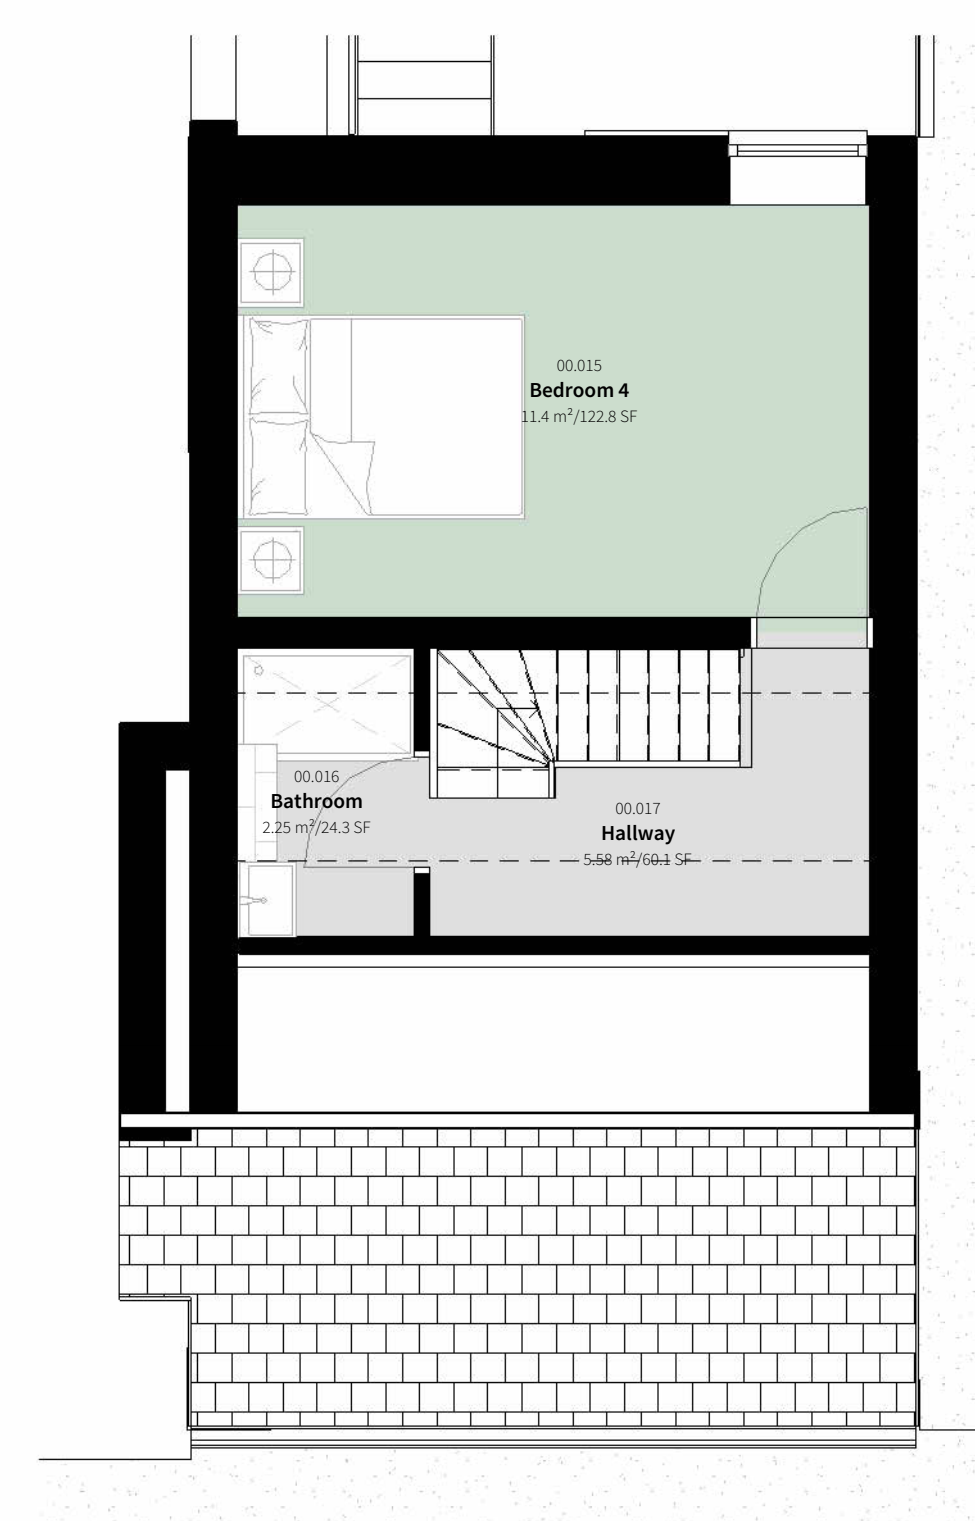 00.015
Bedroom 4
11.4 m²/122.8 SF
00.016
Bathroom
2.25 m²/24.3 SF
00.017
Hallway
5.58 m²/60.1 SF